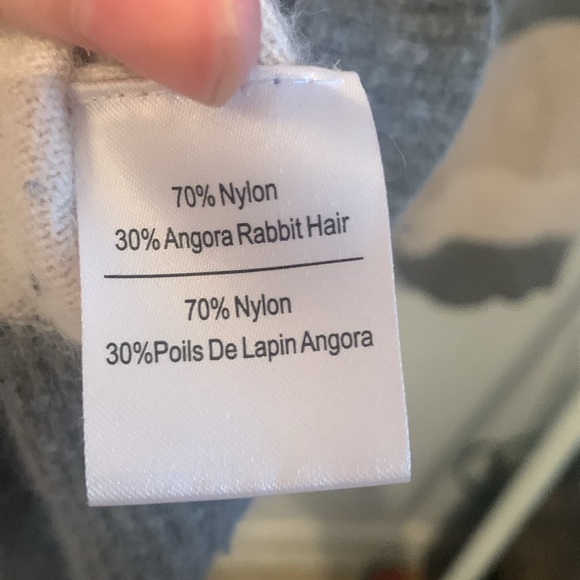 70% Nylon
30% Angora Rabbit Hair
70% Nylon
30%Poils De Lapin Angora